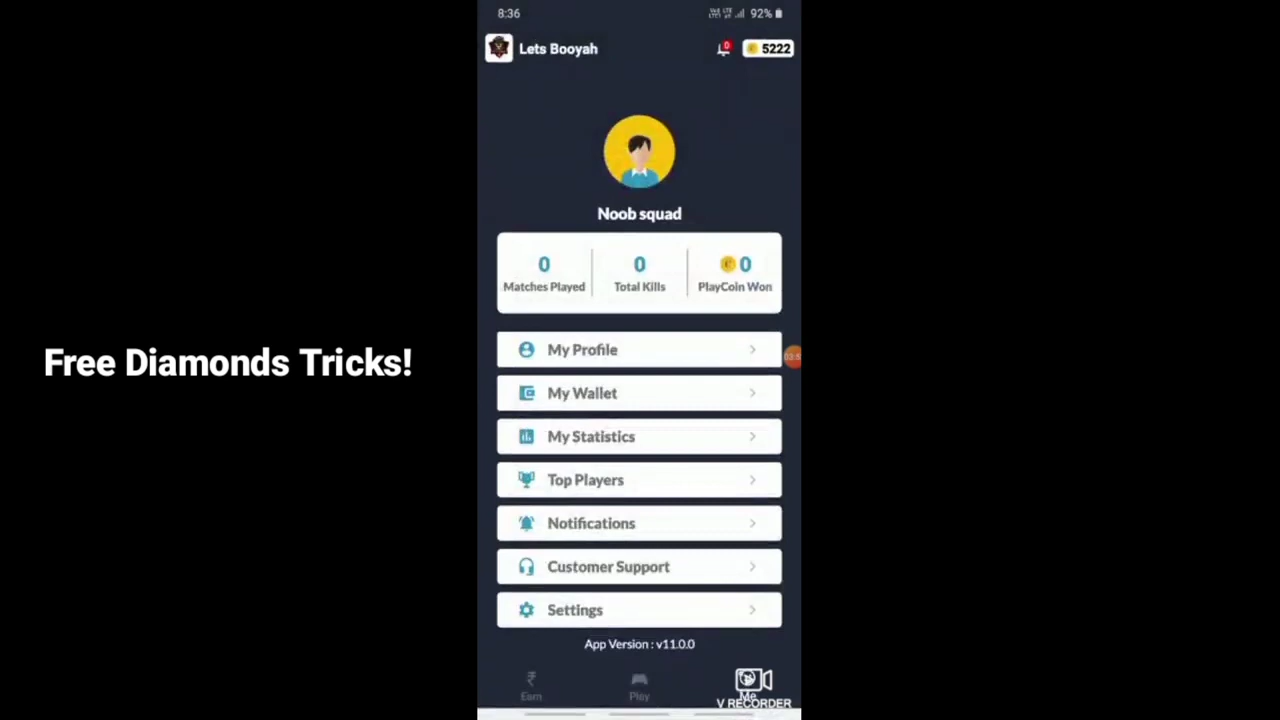 8:36
92%
Lets Booyah
0
5222
Noob squad
0
0
0
Matches Played
Total Kills
PlayCoin Won
My Profile
My Wallet
Free Diamonds Tricks!
My Statistics
Top Players
Notifications
Customer Support
Settings
App Version : v11.0.0
Earn
Play
Me
V RECORDER